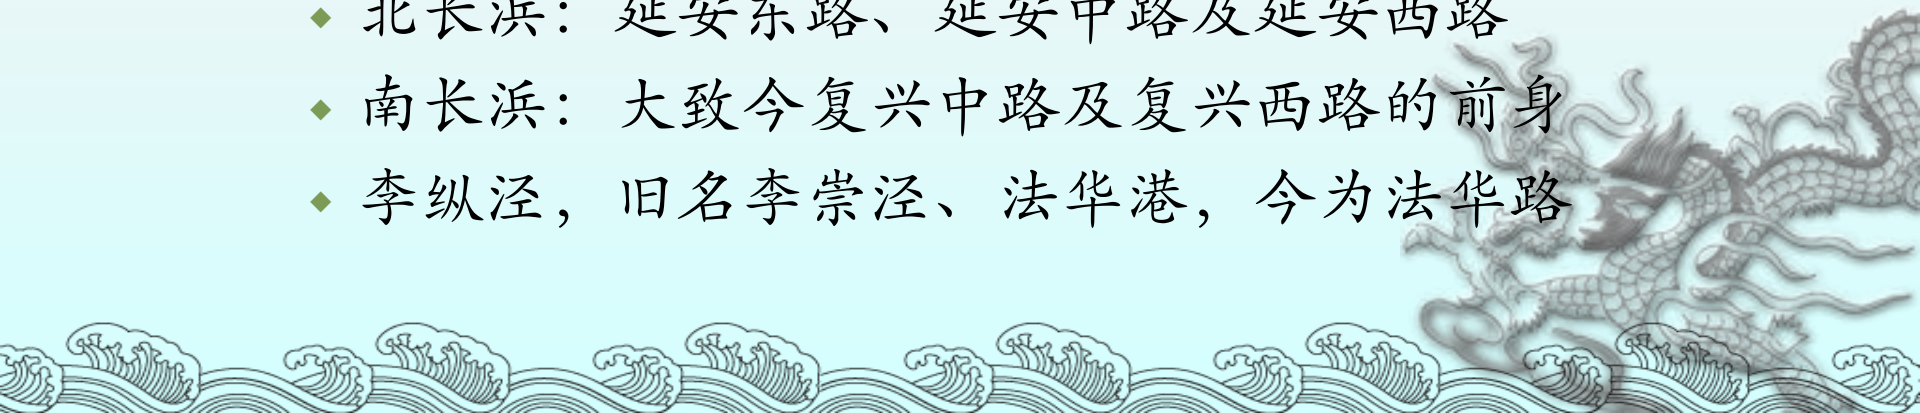 北长浜：延安东路、延安中路及延安西路
南长浜：大致今复兴中路及复兴西路的前身
李纵泾，旧名李崇泾、法华港，今为法华路